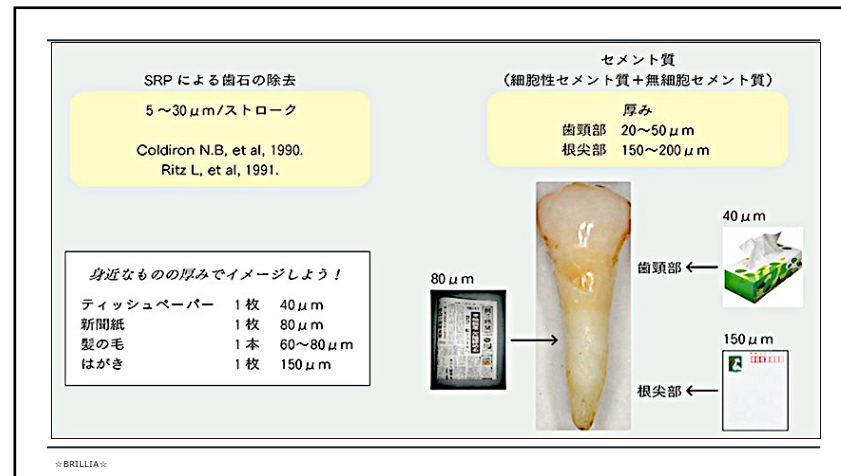 SRP による歯石の除去
5～30μm/ストローク
Coldiron N.B, et al, 1990.
Ritz L, et al, 1991.
セメント質
（細胞性セメント質＋無細胞セメント質）
厚み
歯頸部 20～50μm
根尖部 150～200μm
身近なものの厚みでイメージしよう！
ティッシュペーパー 1枚 40μm
新聞紙 1枚 80μm
髪の毛 1本 60～80μm
はがき 1枚 150μm
80μm
40μm
歯頸部
150μm
根尖部
☆BRILLIA☆